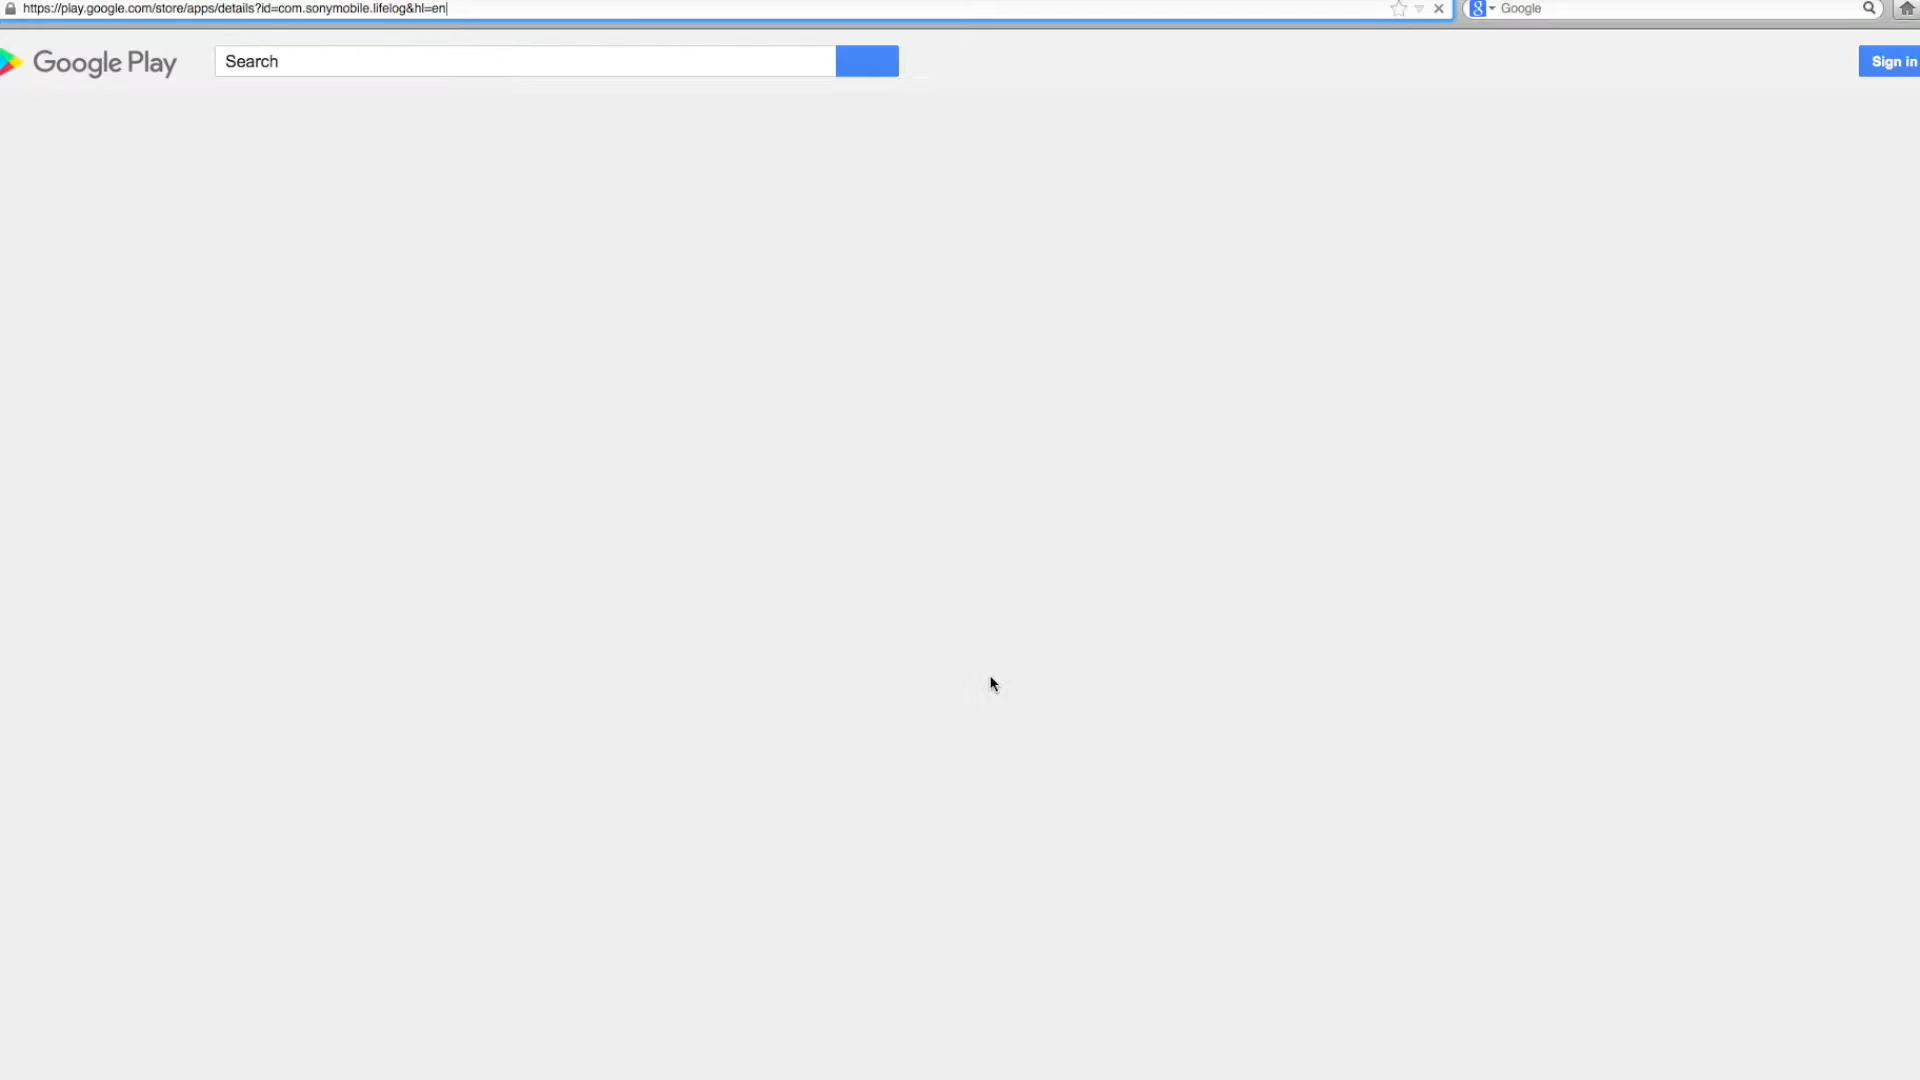 https://play.google.com/store/apps/details?id=com.sonymobile.lifelog&hl=en
Google
Google Play
Search
Sign in